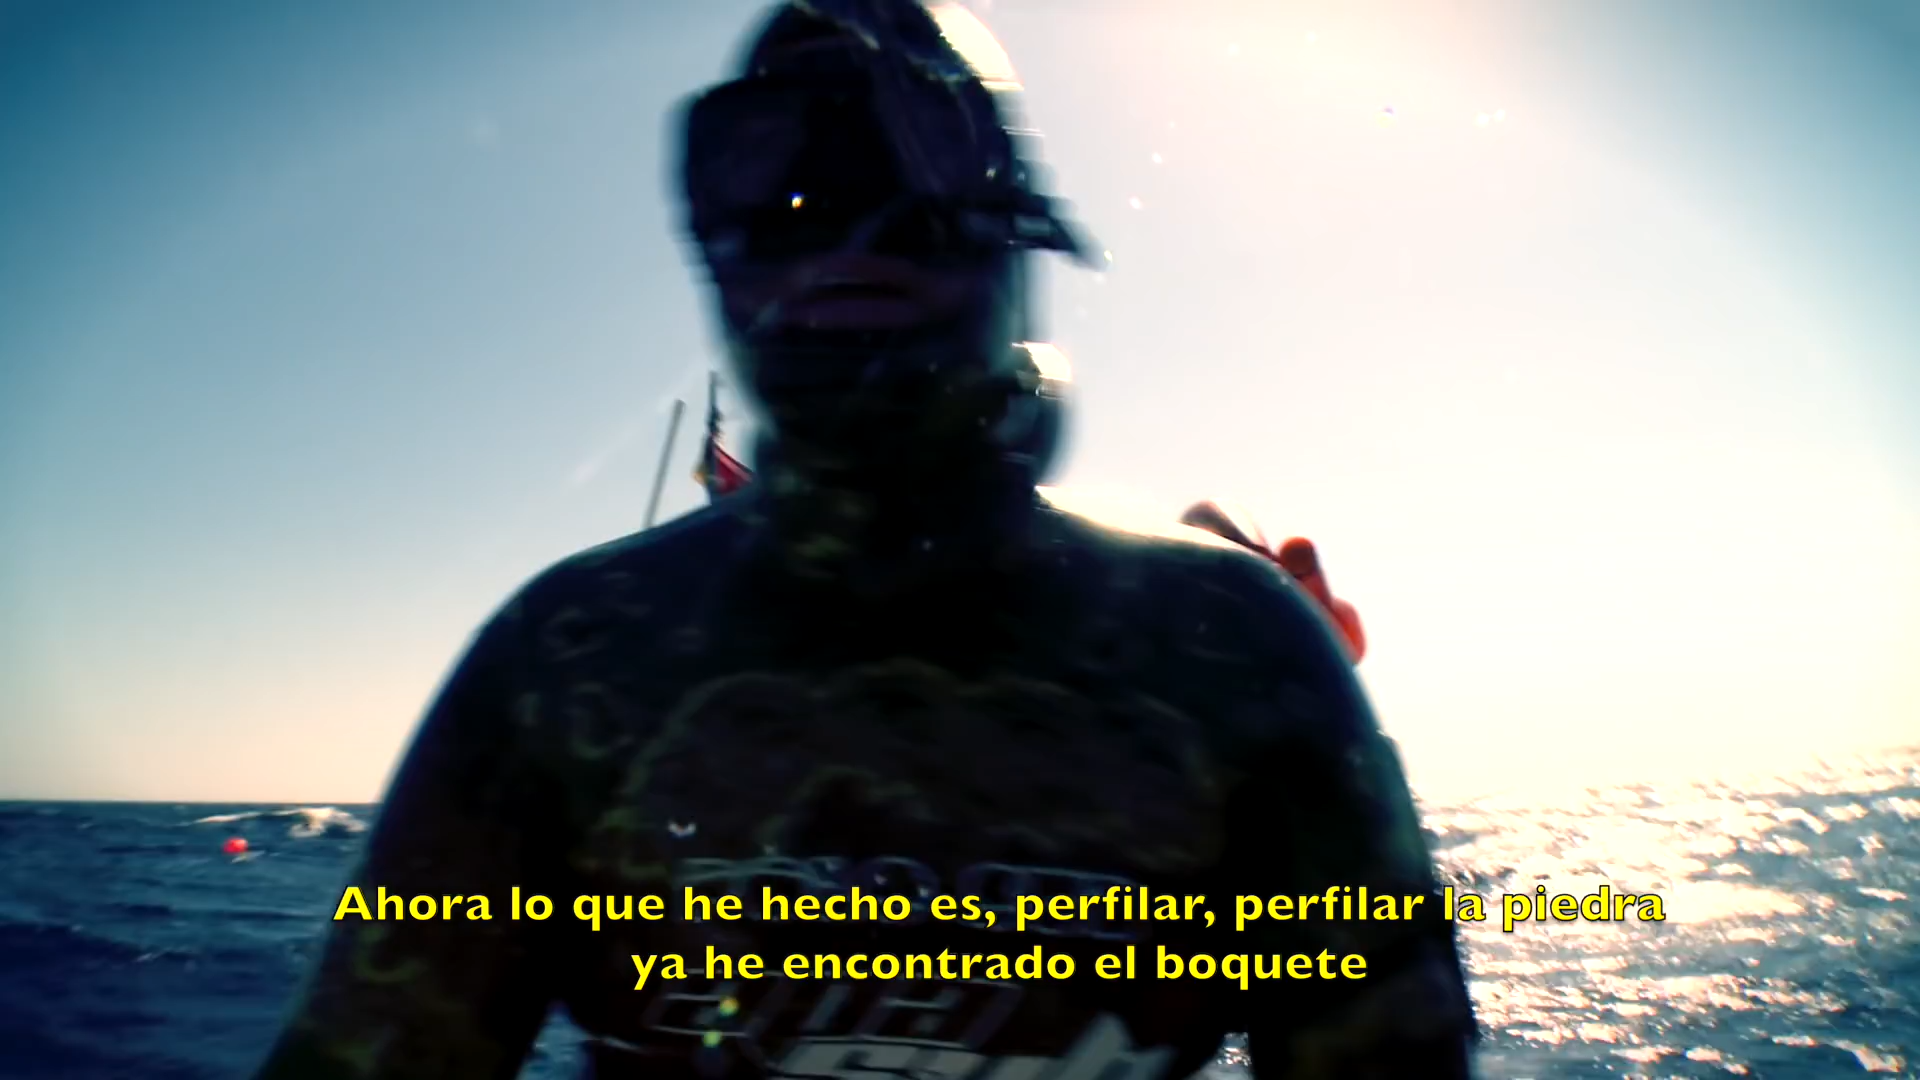 Ahora lo que he hecho es, perfilar, perfilar la piedra
ya he encontrado el boquete